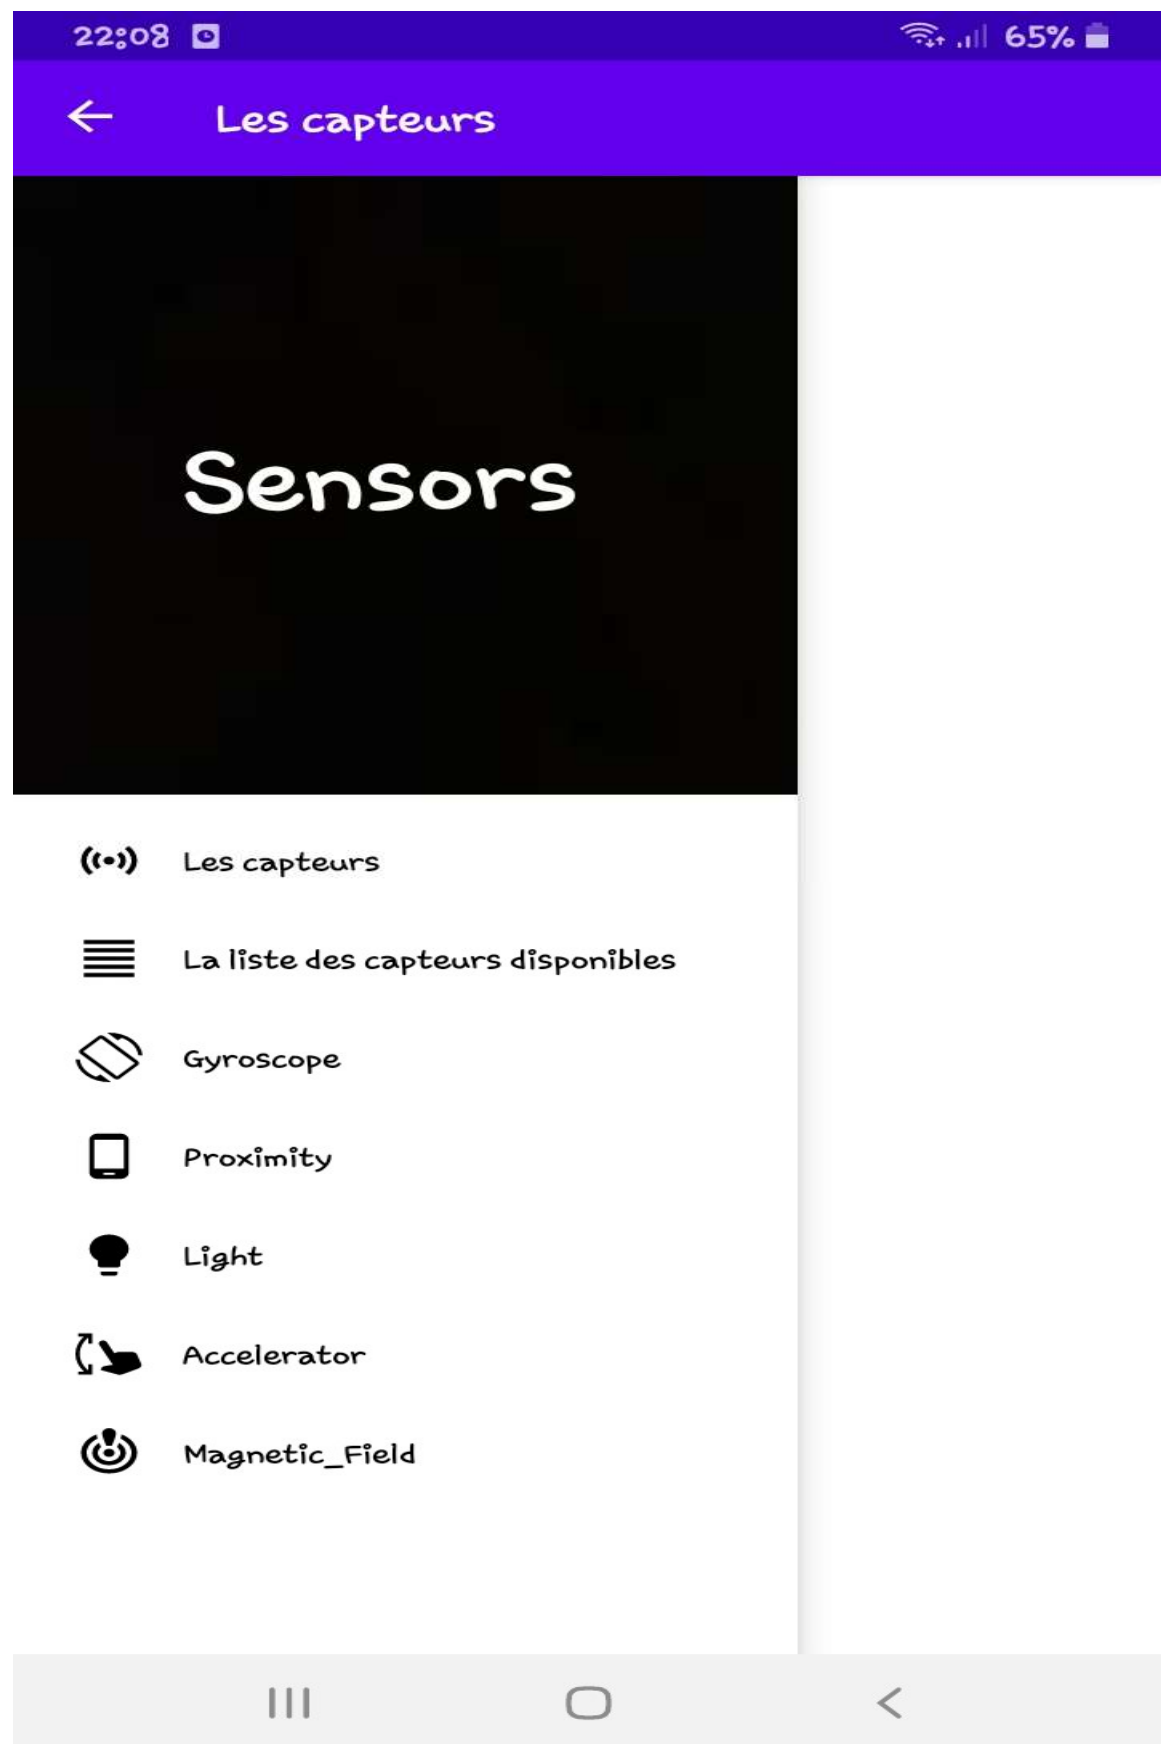 22:08 65%
Les capteurs
Sensors
Les capteurs
La liste des capteurs disponibles
Gyroscope
Proximity
Light
Accelerator
Magnetic_Field